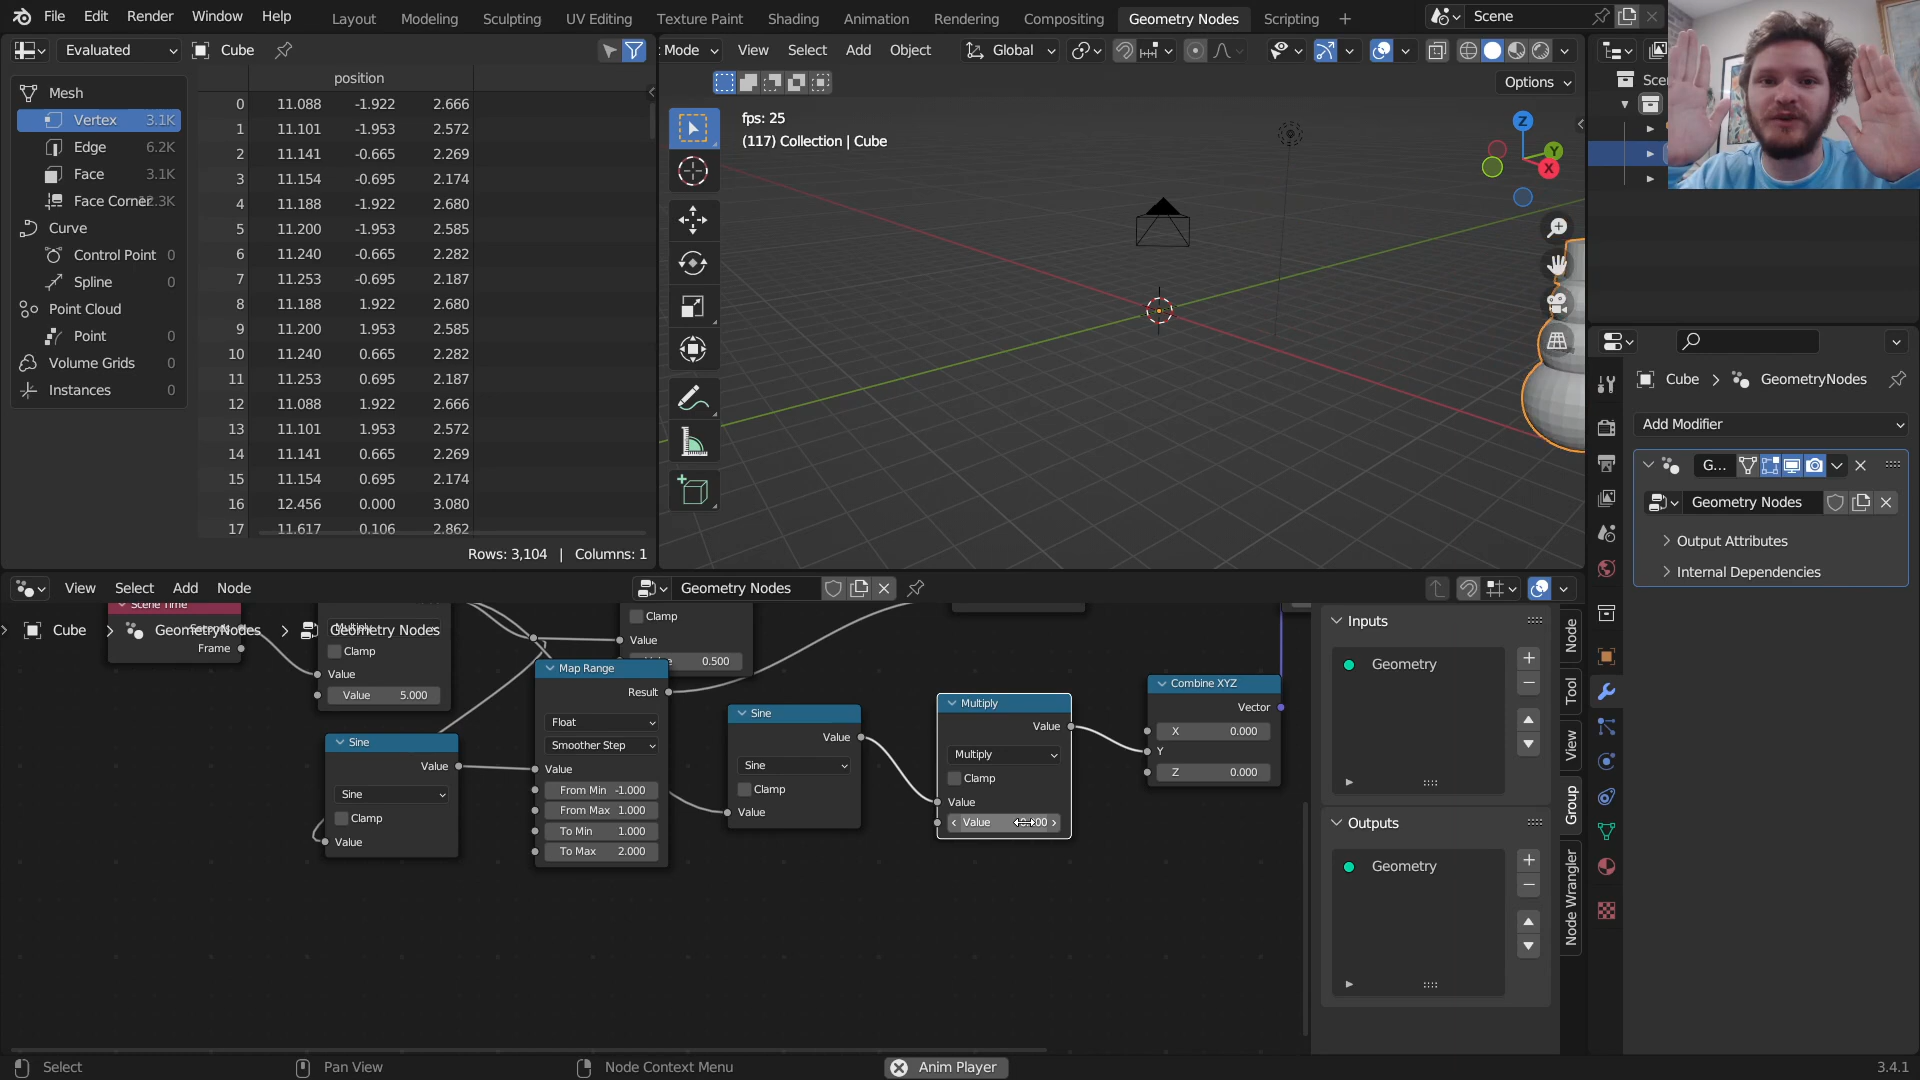 File Edit Render Window Help
Layout Modeling Sculpting UV Editing Texture Paint Shading Animation Rendering Compositing Geometry Nodes Scripting
Scene
Evaluated
Cube
Mode View Select Add Object
Global
Options
Mesh
Vertex 3.1K
Edge 6.2K
Face 3.1K
Face Corner
Curve
Control Point 0
Spline 0
Point Cloud
Point 0
Volume Grids 0
Instances 0
position
0 11.088 -1.922 2.666
1 11.101 -1.953 2.572
2 11.141 -0.665 2.269
3 11.154 -0.695 2.174
4 11.188 -1.922 2.680
5 11.200 -1.953 2.585
6 11.240 -0.665 2.282
7 11.253 -0.695 2.187
8 11.188 1.922 2.680
9 11.200 1.953 2.585
10 11.240 0.665 2.282
11 11.253 0.695 2.187
12 11.088 1.922 2.666
13 11.101 1.953 2.572
14 11.141 0.665 2.269
15 11.154 0.695 2.174
16 12.456 0.000 3.080
17 11.617 0.106 2.862
Rows: 3,104 | Columns: 1
fps: 25
(117) Collection | Cube
Z
Y
X
Cube > GeometryNodes
Add Modifier
G...
Geometry Nodes
Output Attributes
Internal Dependencies
View Select Add Node
Geometry Nodes
Cube > GeometryNodes > Geometry Nodes
Scene Time
Frame
Clamp
Value
Value 5.000
Clamp
Value
0.500
Sine
Value
Sine
Clamp
Value
Map Range
Result
Float
Smoother Step
Value
From Min -1.000
From Max 1.000
To Min 1.000
To Max 2.000
Sine
Value
Sine
Clamp
Value
Multiply
Value
Multiply
Clamp
Value
Value
Combine XYZ
Vector
X 0.000
Y
Z 0.000
Inputs
Geometry
Outputs
Geometry
Node
Tool
View
Group
Node Wrangler
Select
Pan View
Node Context Menu
Anim Player
3.4.1